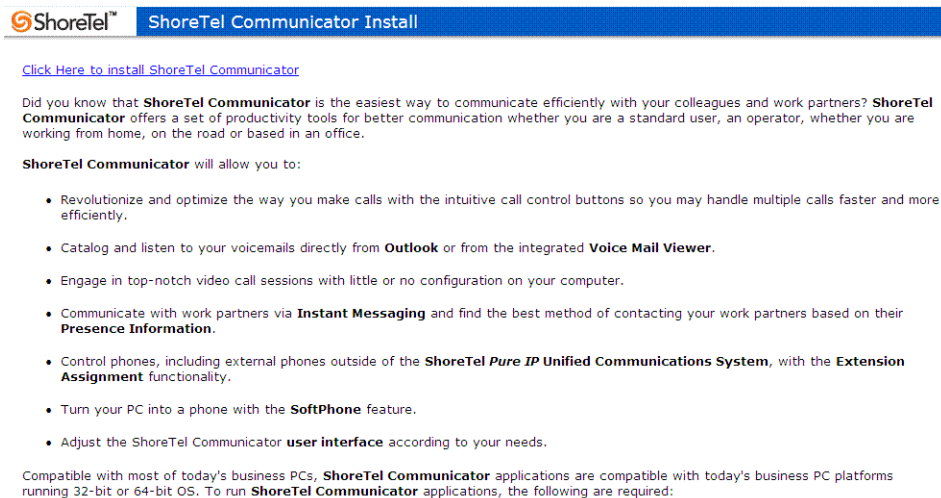 ShoreTel™ ShoreTel Communicator Install
Click Here to install ShoreTel Communicator
Did you know that ShoreTel Communicator is the easiest way to communicate efficiently with your colleagues and work partners? ShoreTel
Communicator offers a set of productivity tools for better communication whether you are a standard user, an operator, whether you are
working from home, on the road or based in an office.
ShoreTel Communicator will allow you to:
• Revolutionize and optimize the way you make calls with the intuitive call control buttons so you may handle multiple calls faster and more
efficiently.
• Catalog and listen to your voicemails directly from Outlook or from the integrated Voice Mail Viewer.
• Engage in top-notch video call sessions with little or no configuration on your computer.
• Communicate with work partners via Instant Messaging and find the best method of contacting your work partners based on their
Presence Information.
• Control phones, including external phones outside of the ShoreTel Pure IP Unified Communications System, with the Extension
Assignment functionality.
• Turn your PC into a phone with the SoftPhone feature.
• Adjust the ShoreTel Communicator user interface according to your needs.
Compatible with most of today's business PCs, ShoreTel Communicator applications are compatible with today's business PC platforms
running 32-bit or 64-bit OS. To run ShoreTel Communicator applications, the following are required: